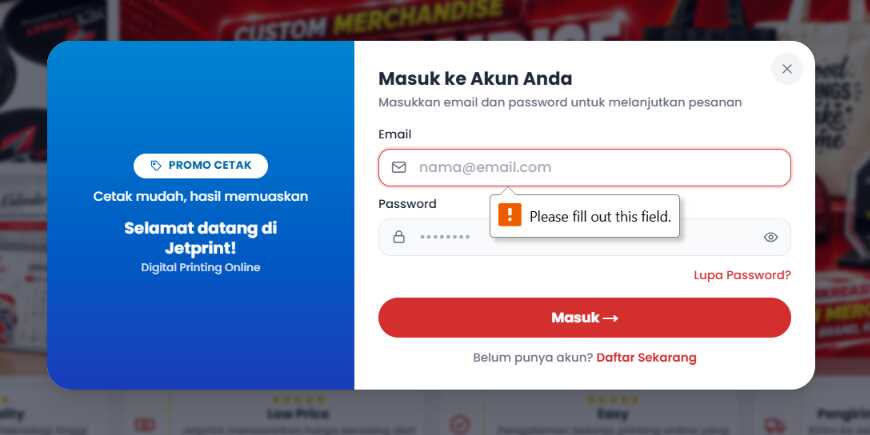 CUSTOM MERCHANDISE
Masuk ke Akun Anda
Masukkan email dan password untuk melanjutkan pesanan
PROMO CETAK
Cetak mudah, hasil memuaskan
Selamat datang di
Jetprint!
Digital Printing Online
Email
nama@email.com
Password
Please fill out this field.
Lupa Password?
Masuk →
Belum punya akun? Daftar Sekarang
Low Price
Easy